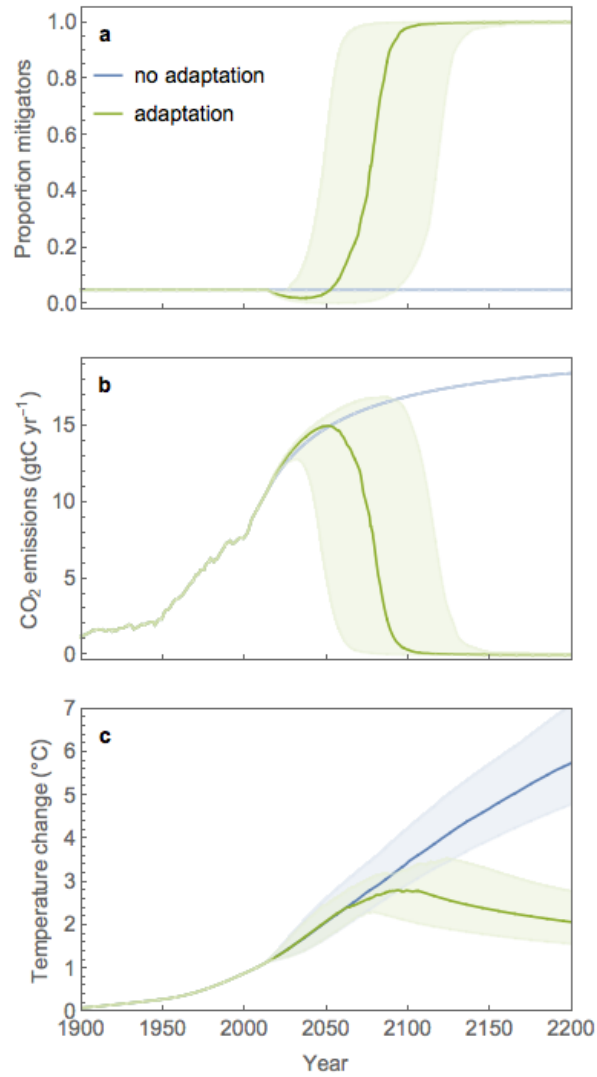 a
no adaptation
adaptation
Proportion mitigators
1.0
0.8
0.6
0.4
0.2
0.0
b
CO₂ emissions (gtC yr⁻¹)
15
10
5
0
c
Temperature change (°C)
7
6
5
4
3
2
1
0
1900 1950 2000 2050 2100 2150 2200
Year